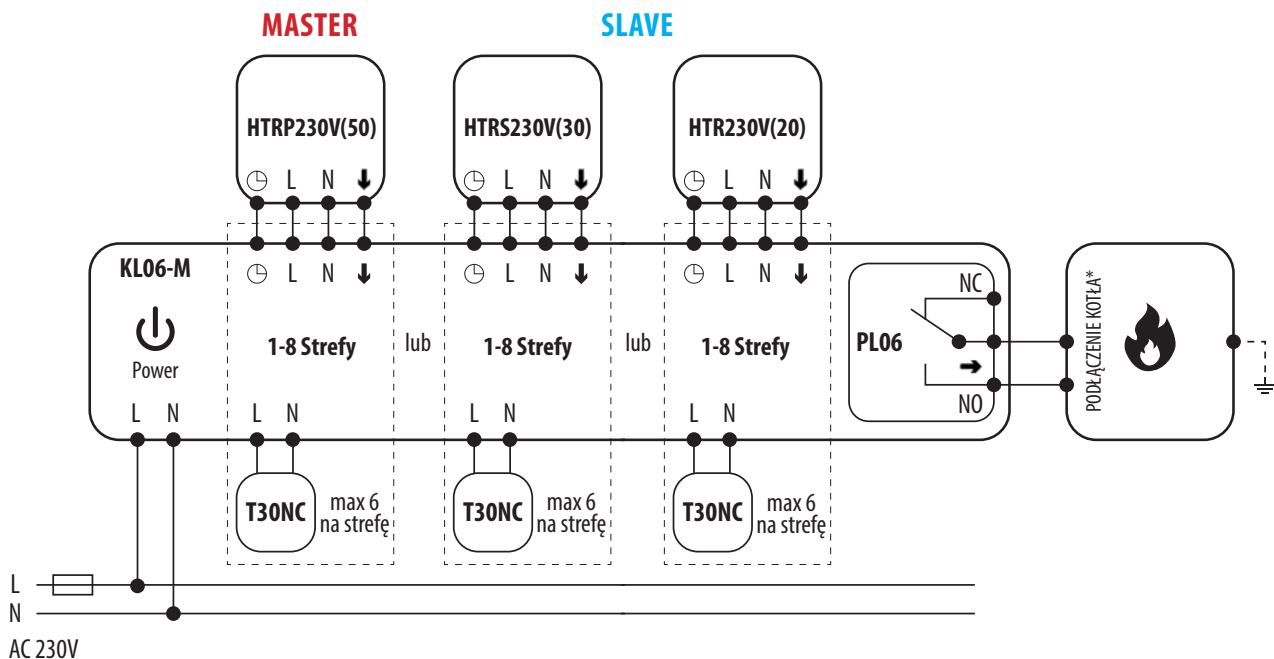 MASTER
SLAVE
HTRP230V(50)
HTRS230V(30)
HTR230V(20)
L N
L N
L N
KL06-M
L N
L N
L N
NC
Power
1-8 Strefy
lub
1-8 Strefy
lub
1-8 Strefy
PL06
NO
PODŁĄCZENIE KOTŁA*
L N
L N
L N
L N
T30NC
max 6
na strefę
T30NC
max 6
na strefę
T30NC
max 6
na strefę
L
N
AC 230V